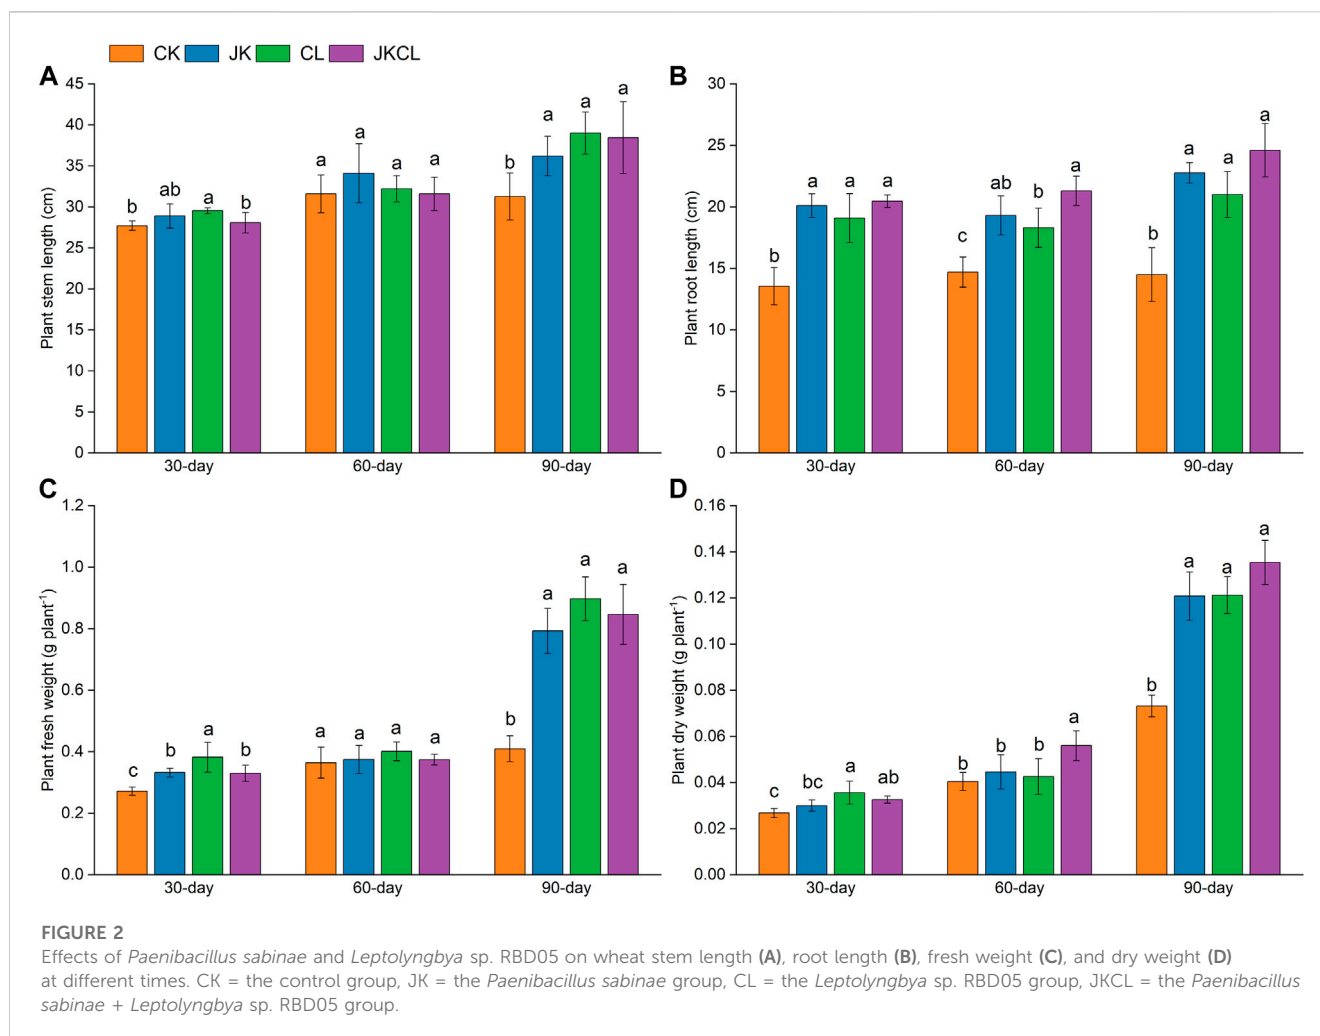 CK JK CL JKCL
A
45
40
35
30
25
20
15
10
5
0
Plant stem length (cm)
b ab a b
a a a a
b a a a
30-day 60-day 90-day
B
30
25
20
15
10
5
0
Plant root length (cm)
b a a a
c ab b a
b a a a
30-day 60-day 90-day
C
1.2
1.0
0.8
0.6
0.4
0.2
0.0
Plant fresh weight (g plant⁻¹)
c b a b
a a a a
b a a a
30-day 60-day 90-day
D
0.16
0.14
0.12
0.10
0.08
0.06
0.04
0.02
0.00
Plant dry weight (g plant⁻¹)
c bc a ab
b b b a
b a a a
30-day 60-day 90-day
FIGURE 2
Effects of Paenibacillus sabinae and Leptolyngbya sp. RBD05 on wheat stem length (A), root length (B), fresh weight (C), and dry weight (D)
at different times. CK = the control group, JK = the Paenibacillus sabinae group, CL = the Leptolyngbya sp. RBD05 group, JKCL = the Paenibacillus
sabinae + Leptolyngbya sp. RBD05 group.